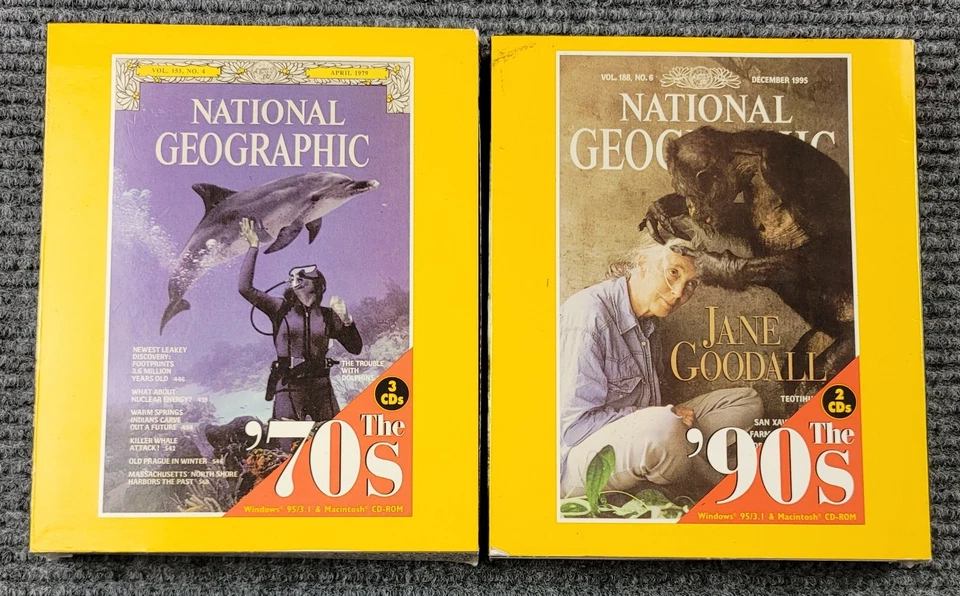 VOL. 155, NO. 4
APRIL 1979
NATIONAL
GEOGRAPHIC
NEWEST LEAKEY
DISCOVERY:
FOOTPRINTS
3.6 MILLION
YEARS OLD 446
WHAT ABOUT
NUCLEAR ENERGY? 459
WARM SPRINGS
INDIANS CARVE
OUT A FUTURE 494
KILLER WHALE
ATTACK! 542
OLD PRAGUE IN WINTER 546
MASSACHUSETTS' NORTH SHORE
HARBORS THE PAST 568
THE TROUBLE
WITH
DOLPHINS
3
CDs
The
'70s
Windows® 95/3.1 & Macintosh® CD-ROM
VOL. 188, NO. 6
DECEMBER 1995
NATIONAL
GEOGRAPHIC
JANE
GOODALL
TEOTIHU
SAN XAV
2
CDs
The
'90s
Windows® 95/3.1 & Macintosh® CD-ROM